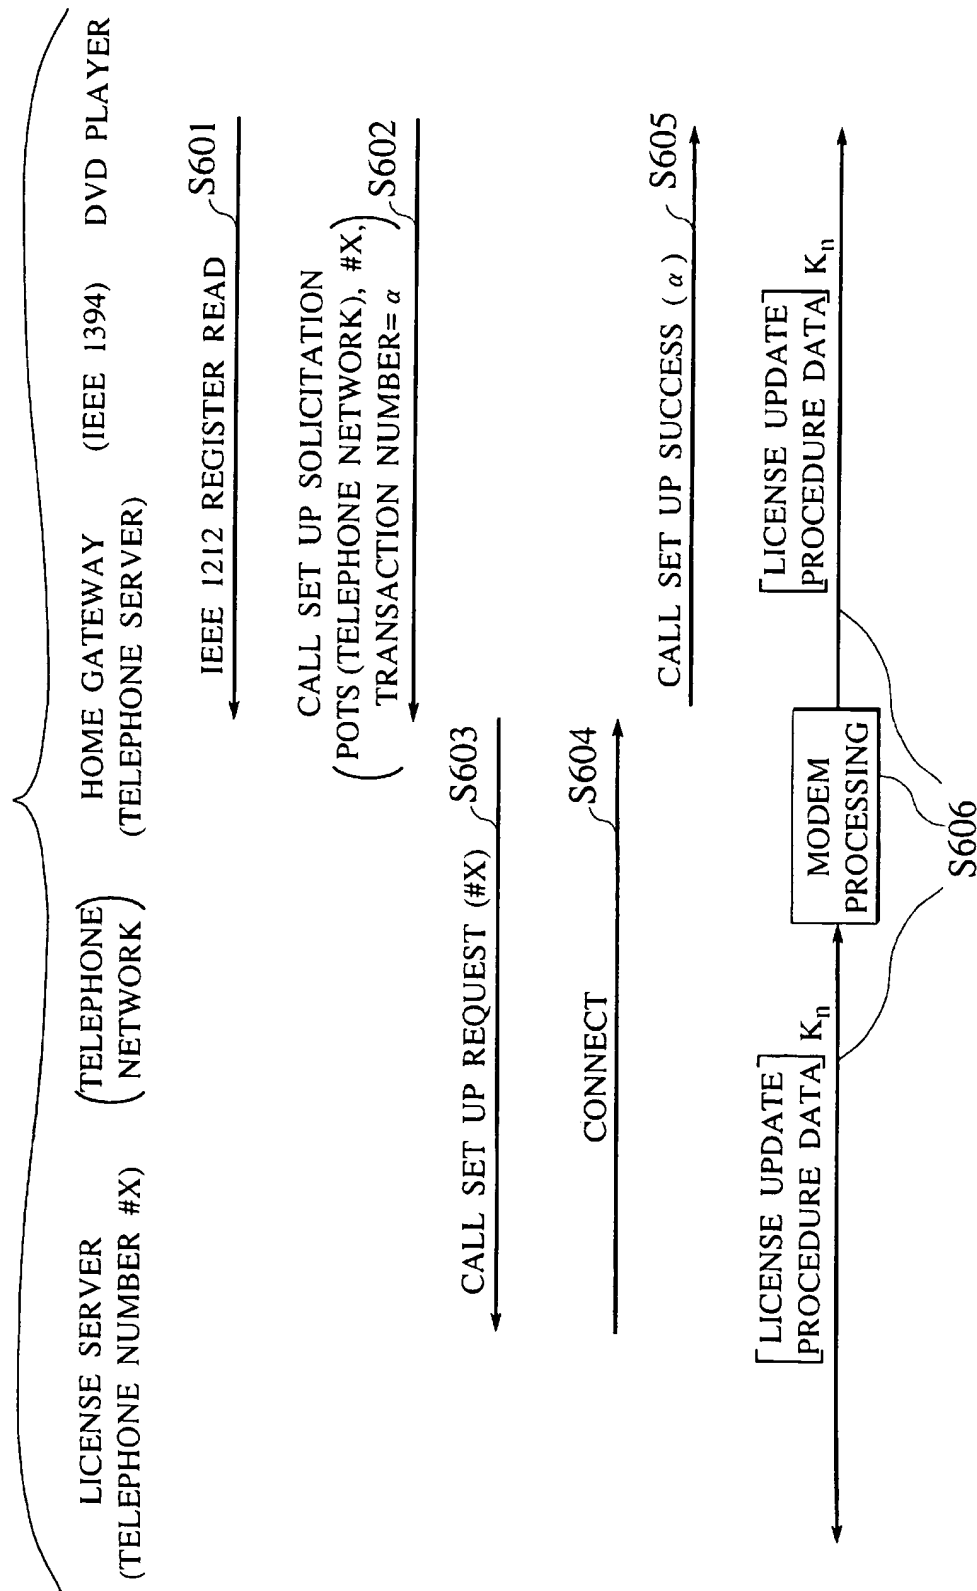 LICENSE SERVER
(TELEPHONE NUMBER #X)
(TELEPHONE
NETWORK)
HOME GATEWAY
(TELEPHONE SERVER)
(IEEE 1394)
DVD PLAYER
IEEE 1212 REGISTER READ
S601
CALL SET UP SOLICITATION
(POTS (TELEPHONE NETWORK), #X,
TRANSACTION NUMBER= α)
S602
CALL SET UP REQUEST (#X)
S603
CONNECT
S604
CALL SET UP SUCCESS (α)
S605
[LICENSE UPDATE
PROCEDURE DATA] Kn
MODEM
PROCESSING
[LICENSE UPDATE
PROCEDURE DATA] Kn
S606